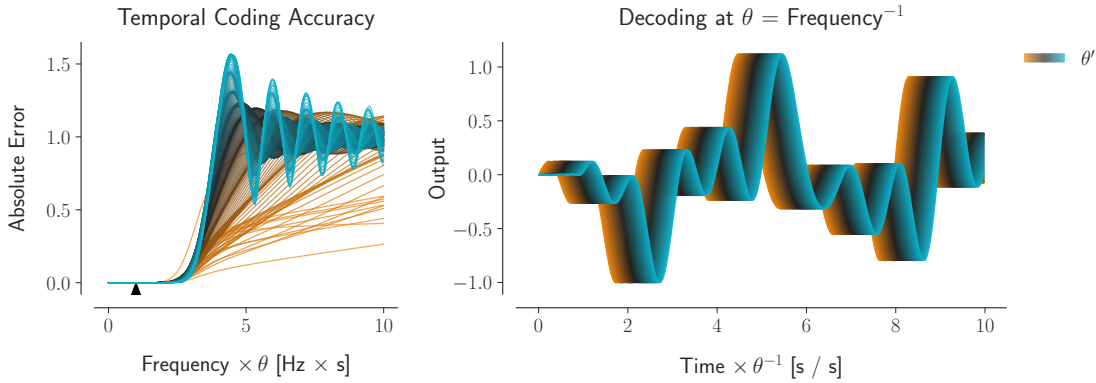 Temporal Coding Accuracy
Absolute Error
1.5
1.0
0.5
0.0
0 5 10
Frequency × θ [Hz × s]
Decoding at θ = Frequency⁻¹
Output
1.0
0.5
0.0
−0.5
−1.0
0 2 4 6 8 10
Time × θ⁻¹ [s / s]
θ′